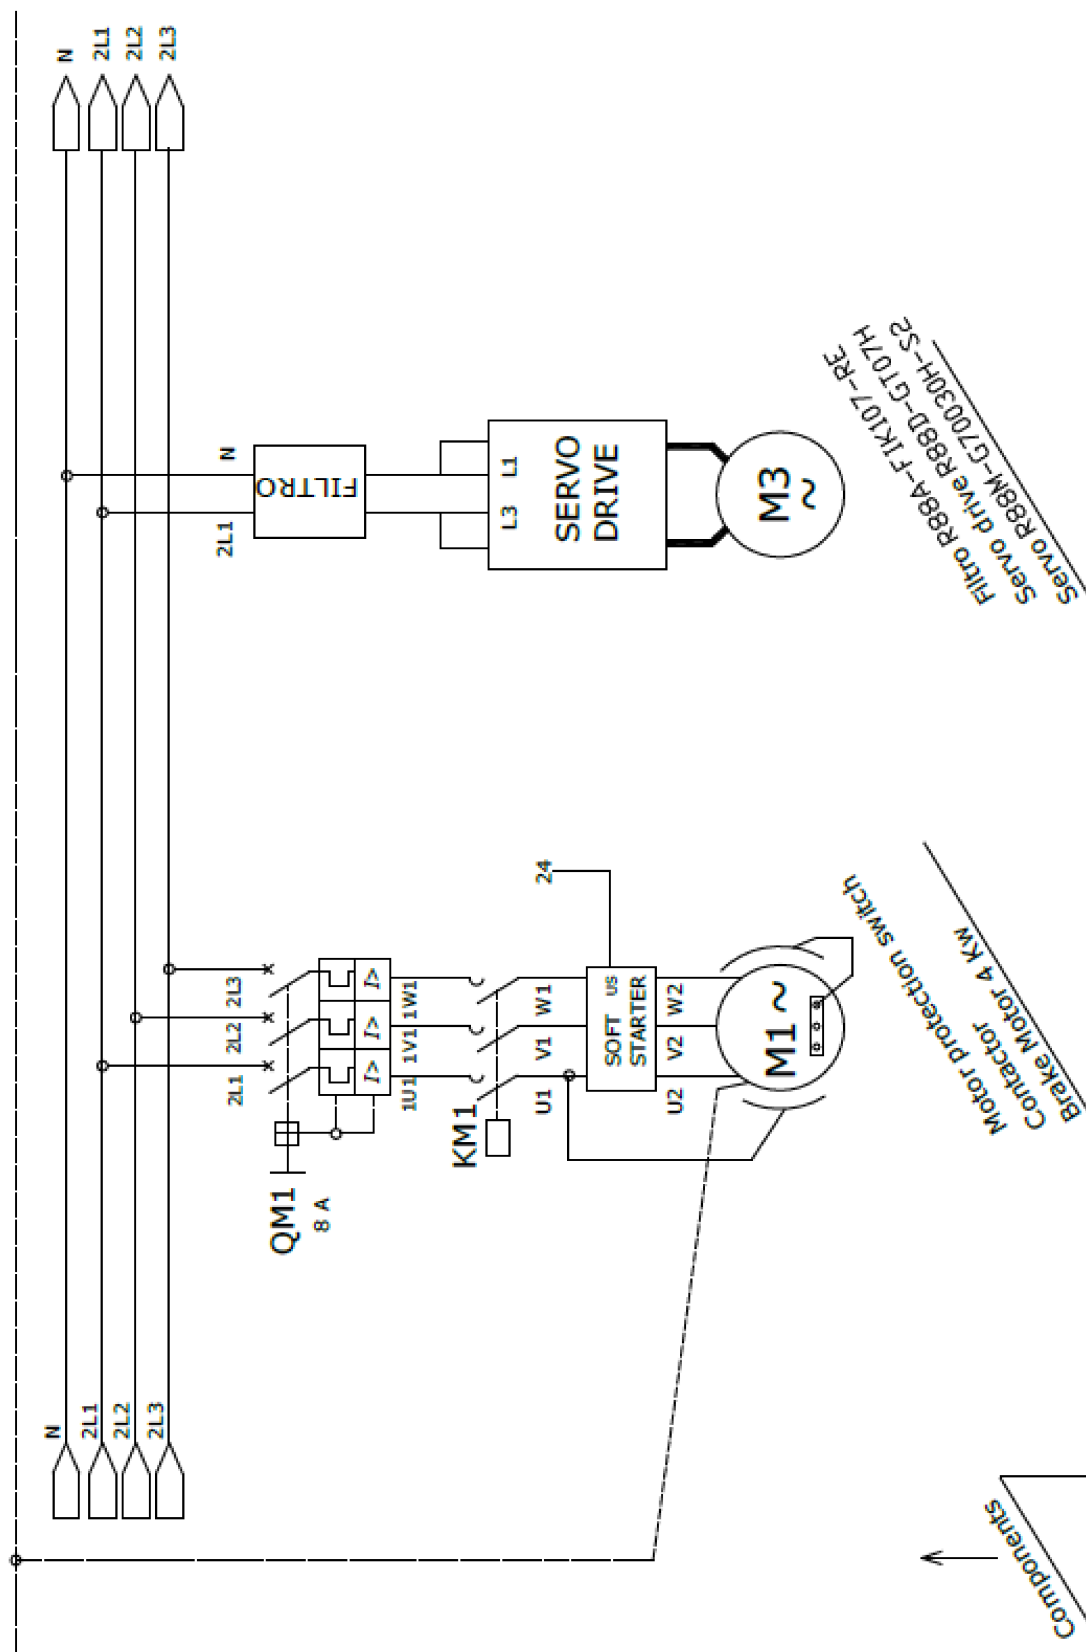 N
2L1
2L2
2L3
N
2L1
2L2
2L3
2L1
2L2
2L3
QM1
8 A
I>
I>
I>
1U1
1V1
1W1
KM1
U1
V1
W1
SOFT US
STARTER
24
U2
V2
W2
M1 ~
2L1
N
FILTRO
L3
L1
SERVO
DRIVE
M3
~
Components
Motor protection switch
Contactor
Brake Motor 4 Kw
Filtro R88A-FIK107-RE
Servo drive R88D-GT07H
Servo R88M-G70030H-S2